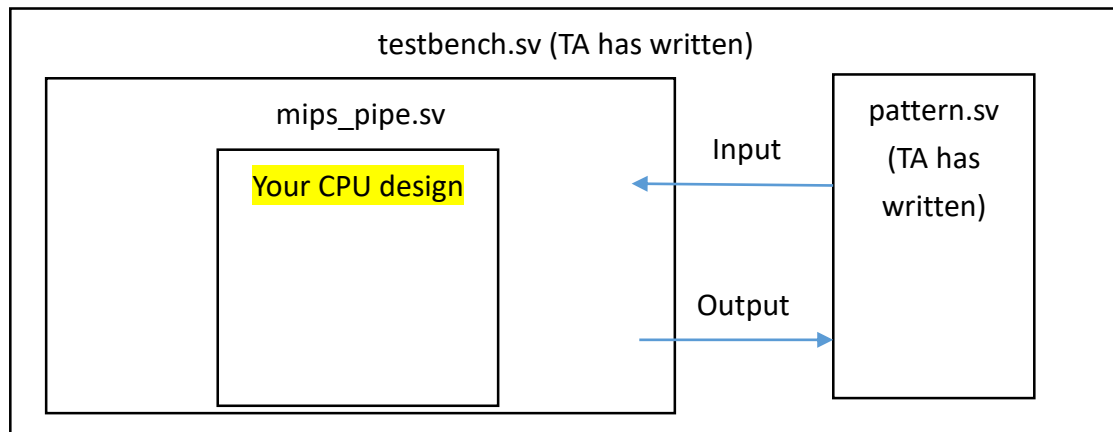 testbench.sv (TA has written)
mips_pipe.sv
Your CPU design
Input
Output
pattern.sv
(TA has
written)